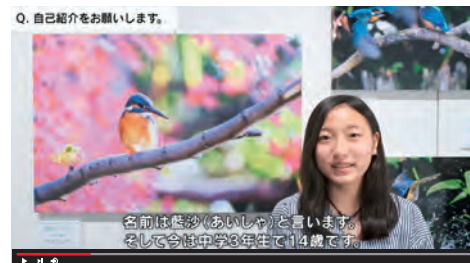 Q. 自己紹介をお願いします。
名前は藍沙(あいしゃ)と言います。
そして今は中学3年生で14歳です。